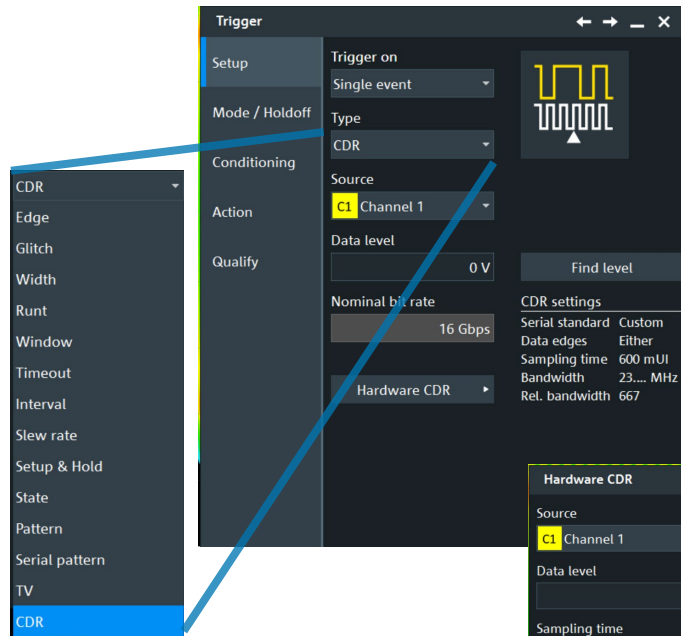 Trigger
Setup
Mode / Holdoff
Conditioning
Action
Qualify
Trigger on
Single event
Type
CDR
Source
C1 Channel 1
Data level
0 V
Nominal bit rate
16 Gbps
Hardware CDR
Find level
CDR settings
Serial standard Custom
Data edges Either
Sampling time 600 mUI
Bandwidth 23.... MHz
Rel. bandwidth 667
CDR
Edge
Glitch
Width
Runt
Window
Timeout
Interval
Slew rate
Setup & Hold
State
Pattern
Serial pattern
TV
CDR
Hardware CDR
Source
C1 Channel 1
Data level
Sampling time